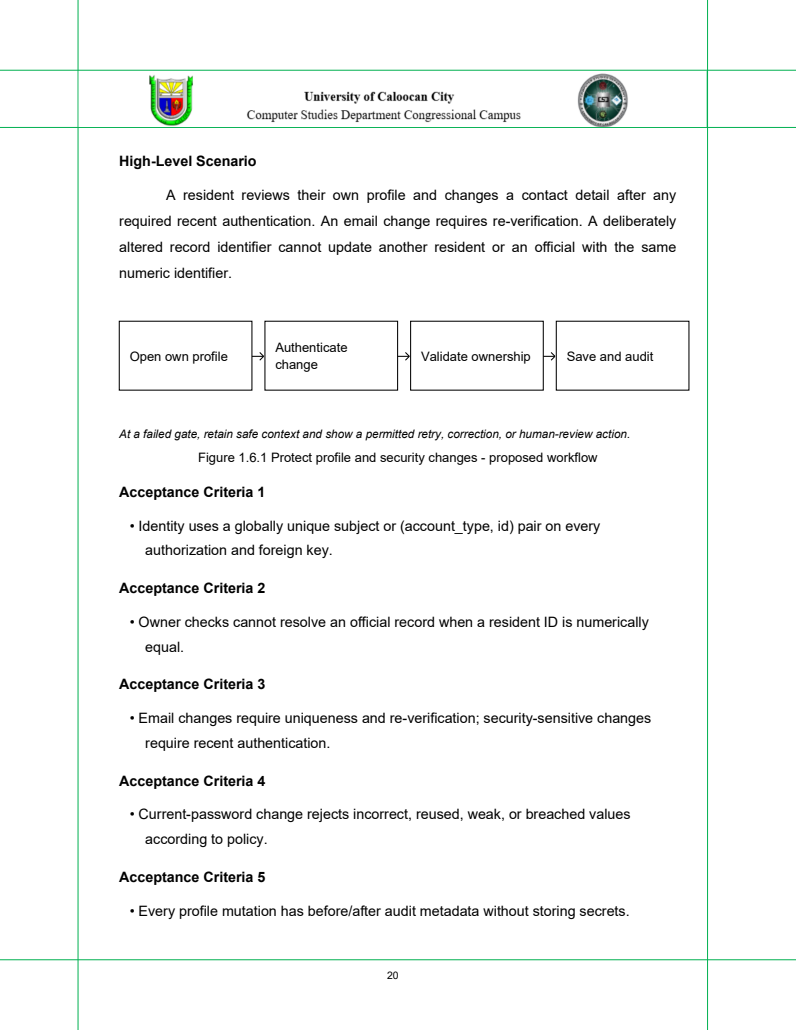 University of Caloocan City
Computer Studies Department Congressional Campus
High-Level Scenario
A resident reviews their own profile and changes a contact detail after any
required recent authentication. An email change requires re-verification. A deliberately
altered record identifier cannot update another resident or an official with the same
numeric identifier.
Open own profile
Authenticate
change
Validate ownership
Save and audit
At a failed gate, retain safe context and show a permitted retry, correction, or human-review action.
Figure 1.6.1 Protect profile and security changes - proposed workflow
Acceptance Criteria 1
• Identity uses a globally unique subject or (account_type, id) pair on every
authorization and foreign key.
Acceptance Criteria 2
• Owner checks cannot resolve an official record when a resident ID is numerically
equal.
Acceptance Criteria 3
• Email changes require uniqueness and re-verification; security-sensitive changes
require recent authentication.
Acceptance Criteria 4
• Current-password change rejects incorrect, reused, weak, or breached values
according to policy.
Acceptance Criteria 5
• Every profile mutation has before/after audit metadata without storing secrets.
20